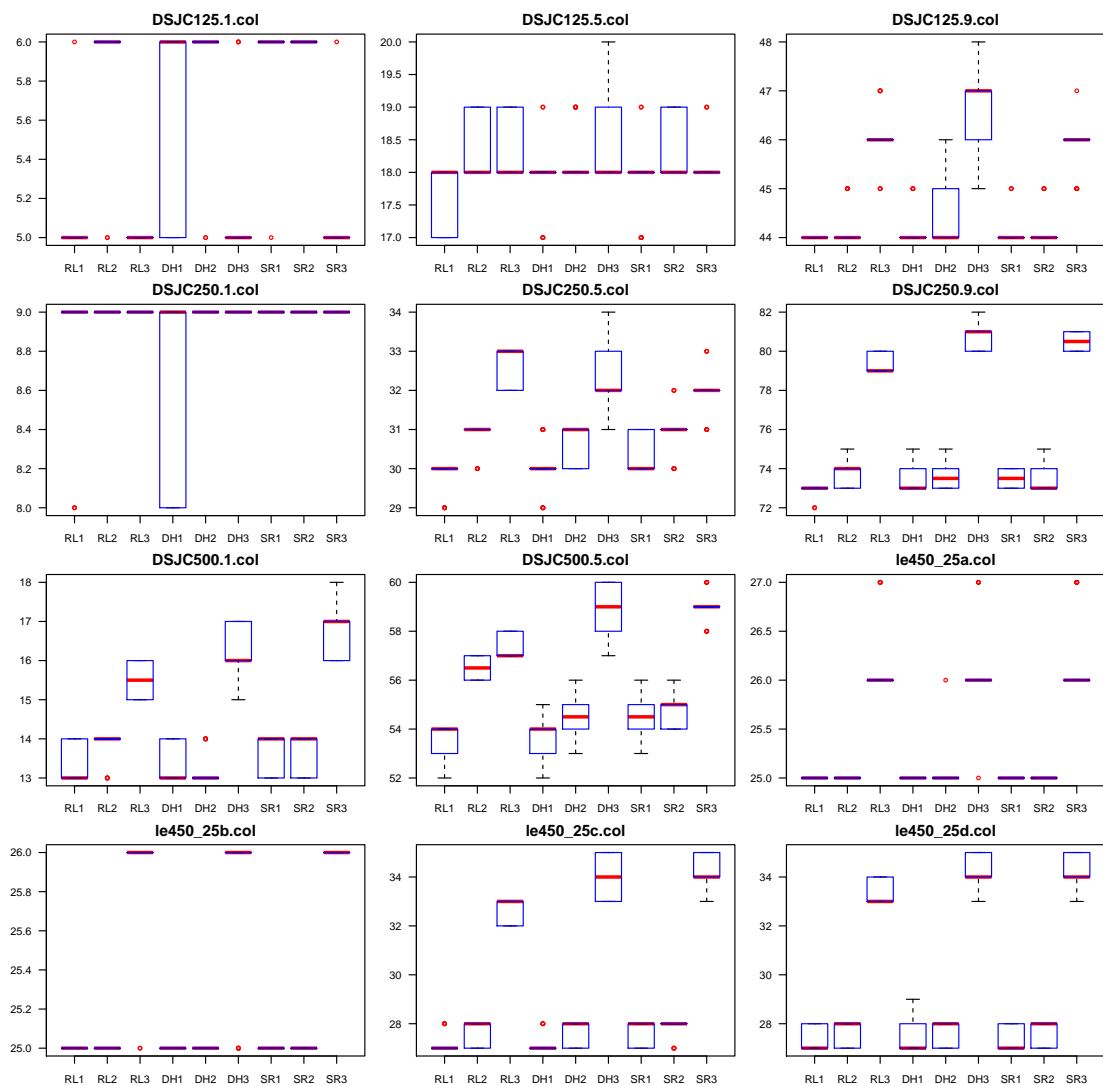 DSJC125.1.col
6.0
5.8
5.6
5.4
5.2
5.0
RL1 RL2 RL3 DH1 DH2 DH3 SR1 SR2 SR3
DSJC125.5.col
20.0
19.5
19.0
18.5
18.0
17.5
17.0
RL1 RL2 RL3 DH1 DH2 DH3 SR1 SR2 SR3
DSJC125.9.col
48
47
46
45
44
RL1 RL2 RL3 DH1 DH2 DH3 SR1 SR2 SR3
DSJC250.1.col
9.0
8.8
8.6
8.4
8.2
8.0
RL1 RL2 RL3 DH1 DH2 DH3 SR1 SR2 SR3
DSJC250.5.col
34
33
32
31
30
29
RL1 RL2 RL3 DH1 DH2 DH3 SR1 SR2 SR3
DSJC250.9.col
82
80
78
76
74
72
RL1 RL2 RL3 DH1 DH2 DH3 SR1 SR2 SR3
DSJC500.1.col
18
17
16
15
14
13
RL1 RL2 RL3 DH1 DH2 DH3 SR1 SR2 SR3
DSJC500.5.col
60
58
56
54
52
RL1 RL2 RL3 DH1 DH2 DH3 SR1 SR2 SR3
le450_25a.col
27.0
26.5
26.0
25.5
25.0
RL1 RL2 RL3 DH1 DH2 DH3 SR1 SR2 SR3
le450_25b.col
26.0
25.8
25.6
25.4
25.2
25.0
RL1 RL2 RL3 DH1 DH2 DH3 SR1 SR2 SR3
le450_25c.col
34
32
30
28
RL1 RL2 RL3 DH1 DH2 DH3 SR1 SR2 SR3
le450_25d.col
34
32
30
28
RL1 RL2 RL3 DH1 DH2 DH3 SR1 SR2 SR3